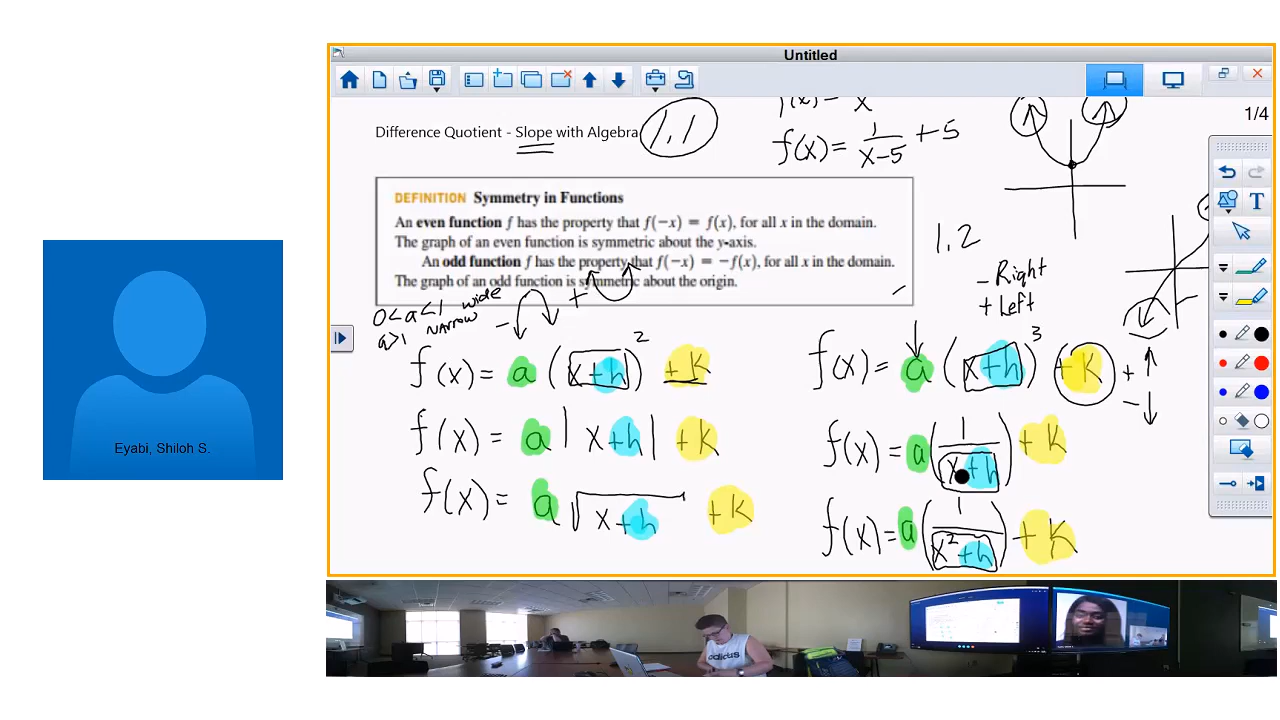 Untitled
1/4
f(x) = x
Difference Quotient - Slope with Algebra
1,1
f(x) = 1/(x-5) + 5
DEFINITION Symmetry in Functions
An even function f has the property that f(−x) = f(x), for all x in the domain.
The graph of an even function is symmetric about the y-axis.
An odd function f has the property that f(−x) = −f(x), for all x in the domain.
The graph of an odd function is symmetric about the origin.
1.2
- Right
+ Left
0<a<1 wide
a>1 NARROW
- +
f(x) = a (x+h)² +k
f(x) = a | x+h | +k
f(x) = a √x+h +k
f(x) = a (x+h)³ +k
+ ↑
- ↓
f(x) = a (1/(x+h)) +k
f(x) = a (1/(x²+h)) +k
T
Eyabi, Shiloh S.
adidas